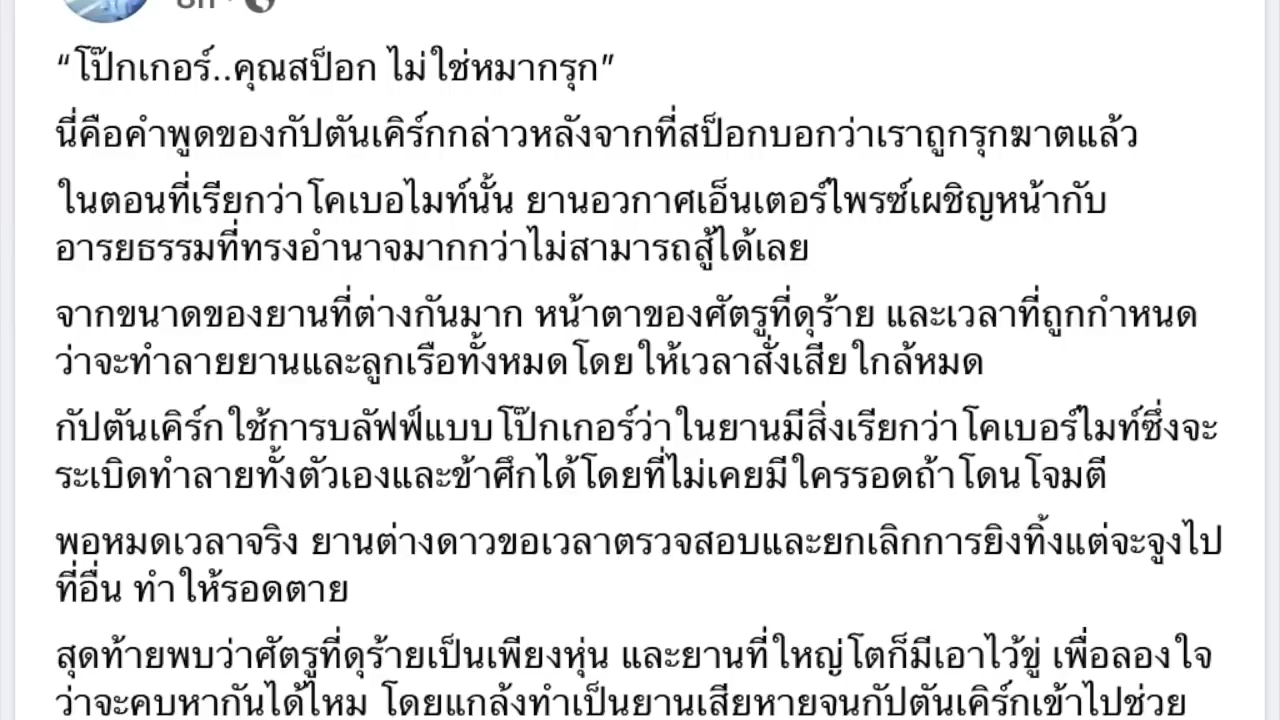 “โป๊กเกอร์..คุณสป็อก ไม่ใช่หมากรุก”
นี่คือคำพูดของกัปตันเคิร์กกล่าวหลังจากที่สป็อกบอกว่าเราถูกรุกฆาตแล้ว
ในตอนที่เรียกว่าโคเบอไมท์นั้น ยานอวกาศเอ็นเตอร์ไพรซ์เผชิญหน้ากับ
อารยธรรมที่ทรงอำนาจมากกว่าไม่สามารถสู้ได้เลย
จากขนาดของยานที่ต่างกันมาก หน้าตาของศัตรูที่ดุร้าย และเวลาที่ถูกกำหนด
ว่าจะทำลายยานและลูกเรือทั้งหมดโดยให้เวลาสั่งเสียใกล้หมด
กัปตันเคิร์กใช้การบลัฟฟ์แบบโป๊กเกอร์ว่าในยานมีสิ่งเรียกว่าโคเบอร์ไมท์ซึ่งจะ
ระเบิดทำลายทั้งตัวเองและข้าศึกได้โดยที่ไม่เคยมีใครรอดถ้าโดนโจมตี
พอหมดเวลาจริง ยานต่างดาวขอเวลาตรวจสอบและยกเลิกการยิงทิ้งแต่จะจูงไป
ที่อื่น ทำให้รอดตาย
สุดท้ายพบว่าศัตรูที่ดุร้ายเป็นเพียงหุ่น และยานที่ใหญ่โตก็มีเอาไว้ขู่ เพื่อลองใจ
ว่าจะคบหากันได้ไหม โดยแกล้งทำเป็นยานเสียหายจนกัปตันเคิร์กเข้าไปช่วย